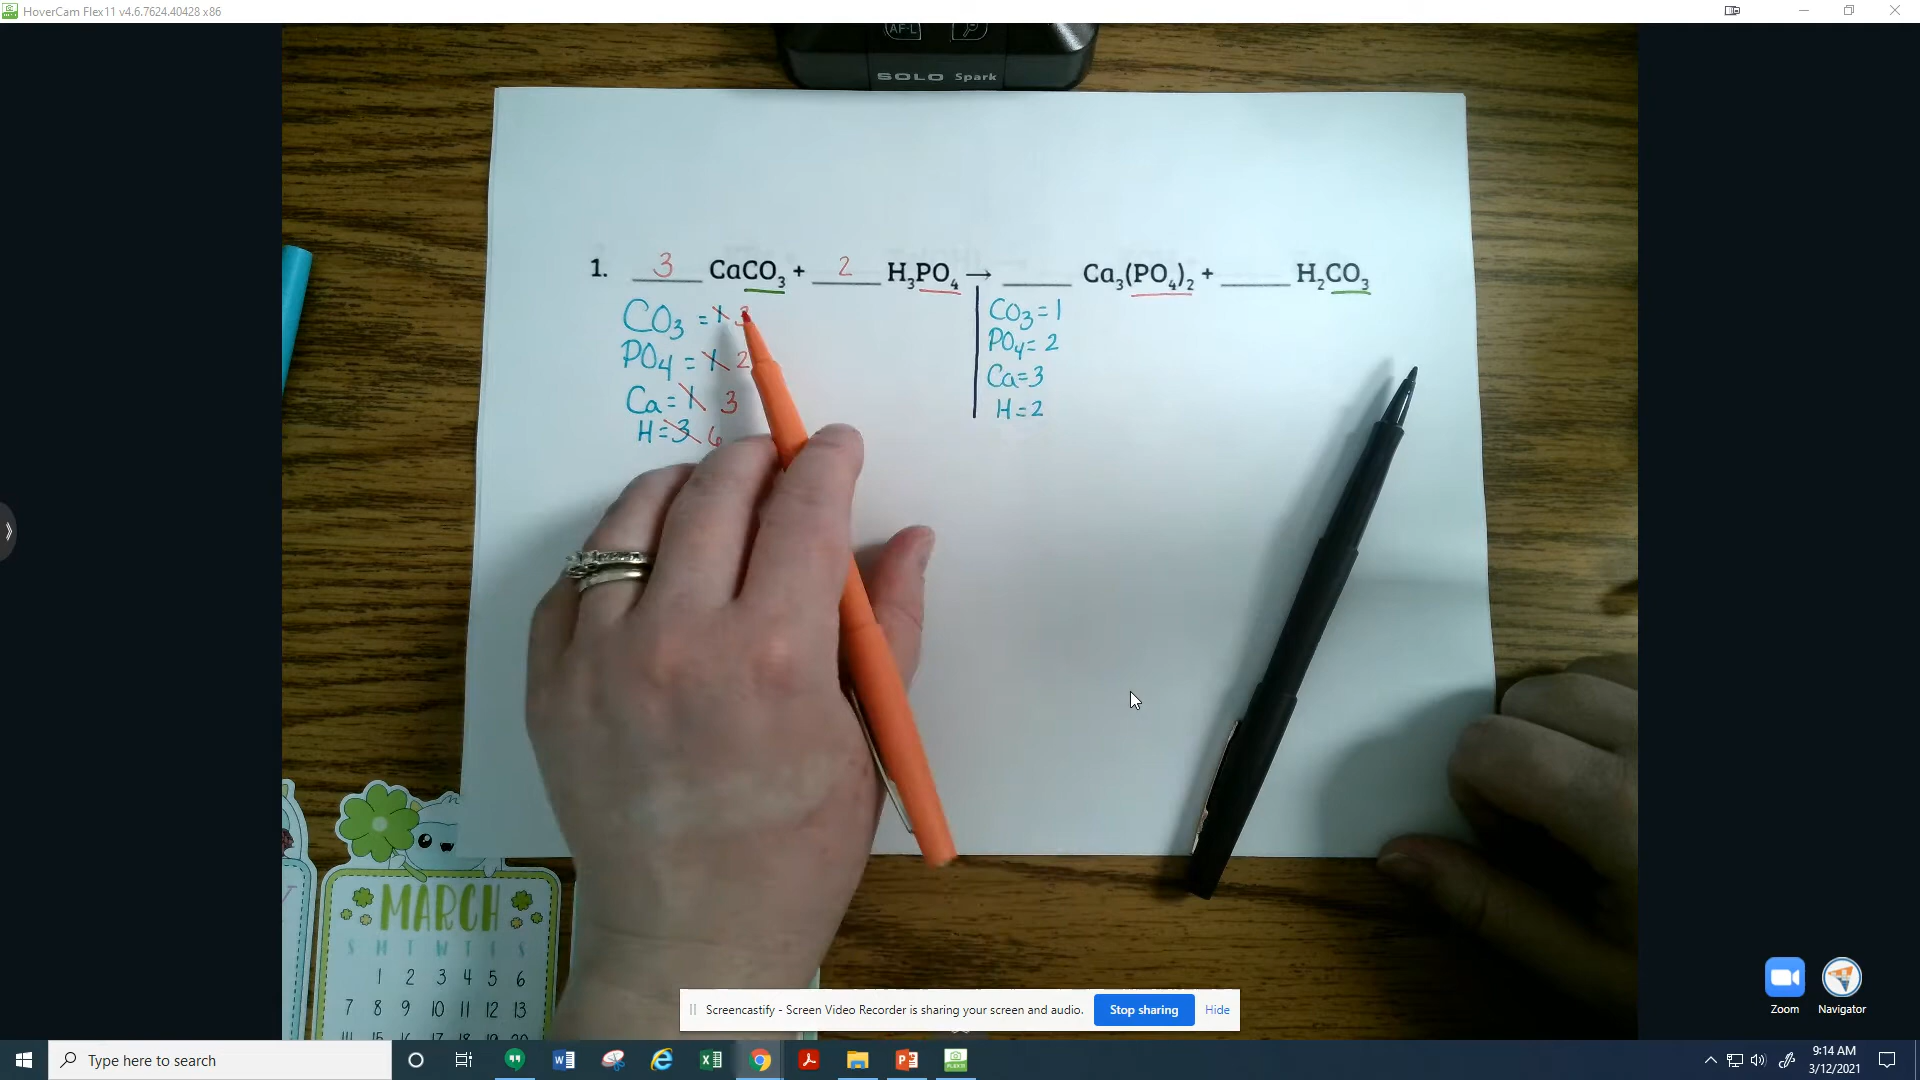 HoverCam Flex11 v4.6.7624.40428 x86
AF-L
SOLO Spark
1. 3 CaCO₃ + 2 H₃PO₄ → ____ Ca₃(PO₄)₂ + ____ H₂CO₃
CO₃ = 1 3
PO₄ = 1 2
Ca = 1 3
H = 3 6
CO₃ = 1
PO₄ = 2
Ca = 3
H = 2
MARCH
S M T W T F S
1 2 3 4 5 6
7 8 9 10 11 12 13
Screencastify - Screen Video Recorder is sharing your screen and audio. Stop sharing Hide
Zoom
Navigator
Type here to search
9:14 AM
3/12/2021